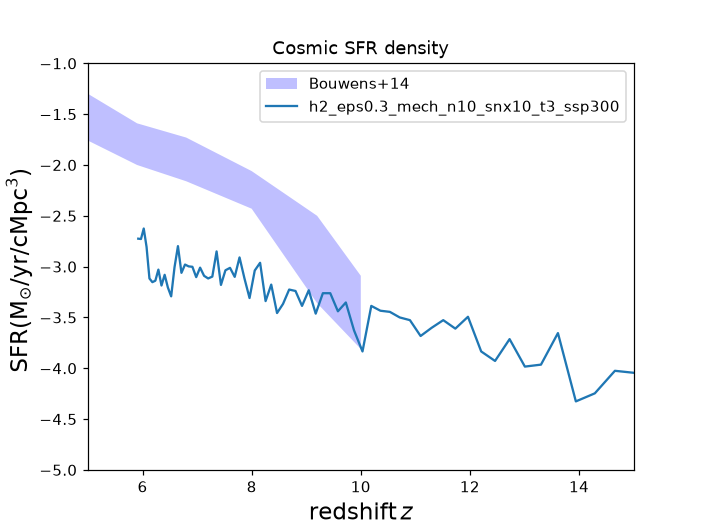 Cosmic SFR density
Bouwens+14
h2_eps0.3_mech_n10_snx10_t3_ssp300
SFR(M⊙/yr/cMpc³)
−1.0
−1.5
−2.0
−2.5
−3.0
−3.5
−4.0
−4.5
−5.0
6 8 10 12 14
redshift z